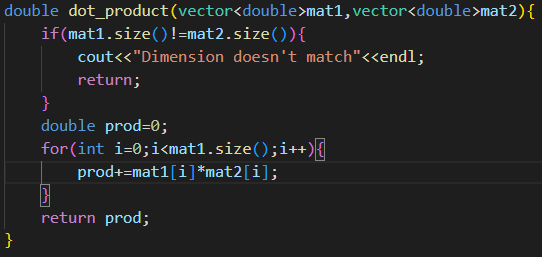 double dot_product(vector<double>mat1,vector<double>mat2){
    if(mat1.size()!=mat2.size()){
        cout<<"Dimension doesn't match"<<endl;
        return;
    }
    double prod=0;
    for(int i=0;i<mat1.size();i++){
        prod+=mat1[i]*mat2[i];
    }
    return prod;
}